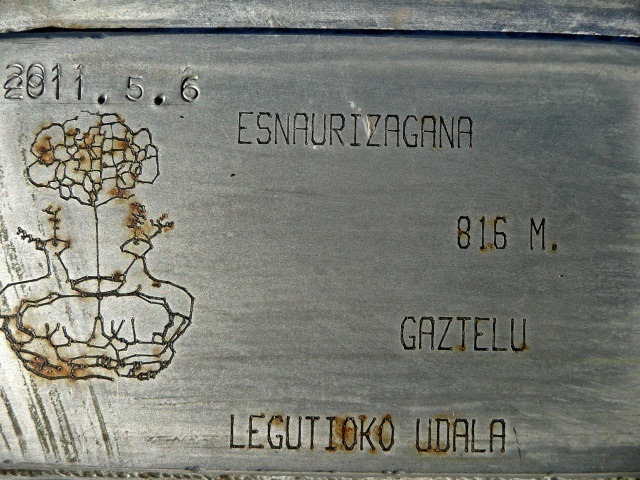 2011.5.6
ESNAURIZAGANA
816 M.
GAZTELU
LEGUTIOKO UDALA